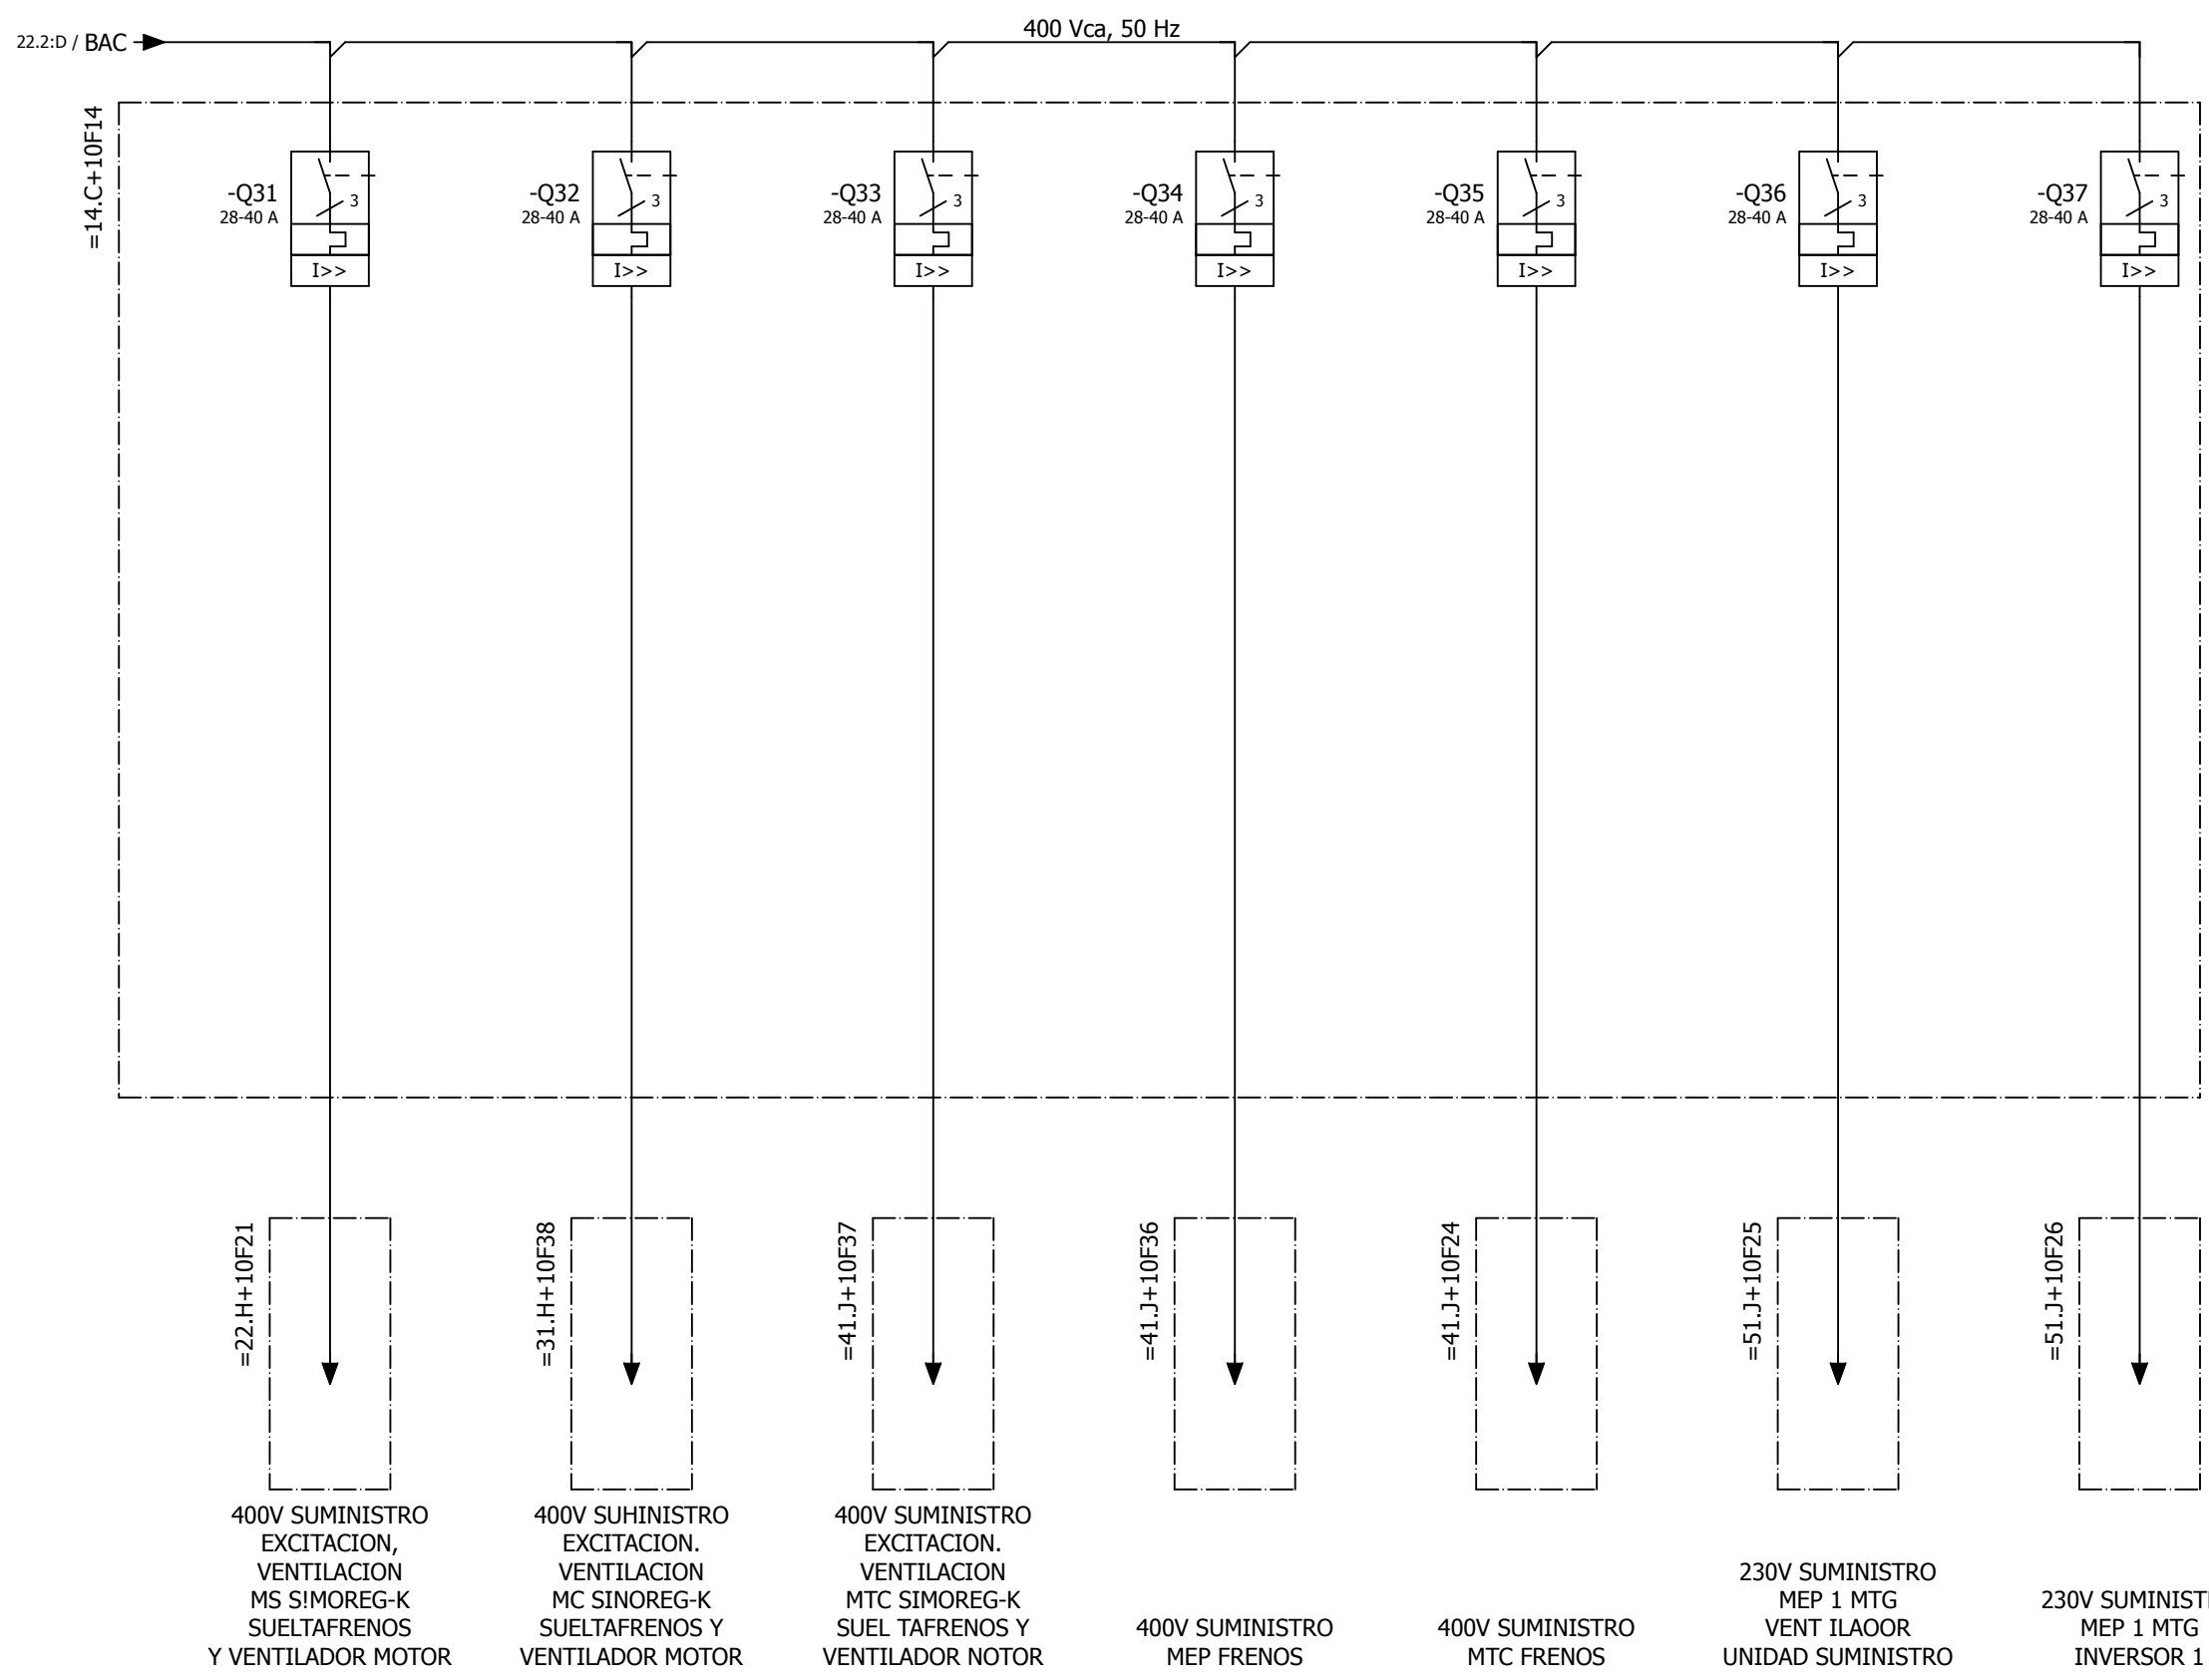 400 Vca, 50 Hz
22.2:D / BAC
=14.C+10F14
-Q31
28-40 A
3
I>>
-Q32
28-40 A
3
I>>
-Q33
28-40 A
3
I>>
-Q34
28-40 A
3
I>>
-Q35
28-40 A
3
I>>
-Q36
28-40 A
3
I>>
-Q37
28-40 A
3
I>>
=22.H+10F21
=31.H+10F38
=41.J+10F37
=41.J+10F36
=41.J+10F24
=51.J+10F25
=51.J+10F26
400V SUMINISTRO
EXCITACION,
VENTILACION
MS S!MOREG-K
SUELTAFRENOS
Y VENTILADOR MOTOR
400V SUHINISTRO
EXCITACION.
VENTILACION
MC SINOREG-K
SUELTAFRENOS Y
VENTILADOR MOTOR
400V SUMINISTRO
EXCITACION.
VENTILACION
MTC SIMOREG-K
SUEL TAFRENOS Y
VENTILADOR NOTOR
400V SUMINISTRO
MEP FRENOS
400V SUMINISTRO
MTC FRENOS
230V SUMINISTRO
MEP 1 MTG
VENT ILAOOR
UNIDAD SUMINISTRO
230V
MEP 1 MTG
INVERSOR 1